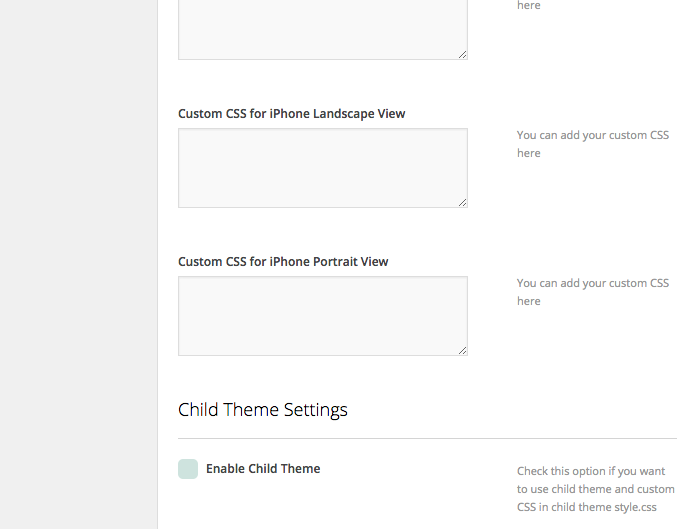 here
Custom CSS for iPhone Landscape View
You can add your custom CSS
here
Custom CSS for iPhone Portrait View
You can add your custom CSS
here
Child Theme Settings
Enable Child Theme
Check this option if you want
to use child theme and custom
CSS in child theme style.css